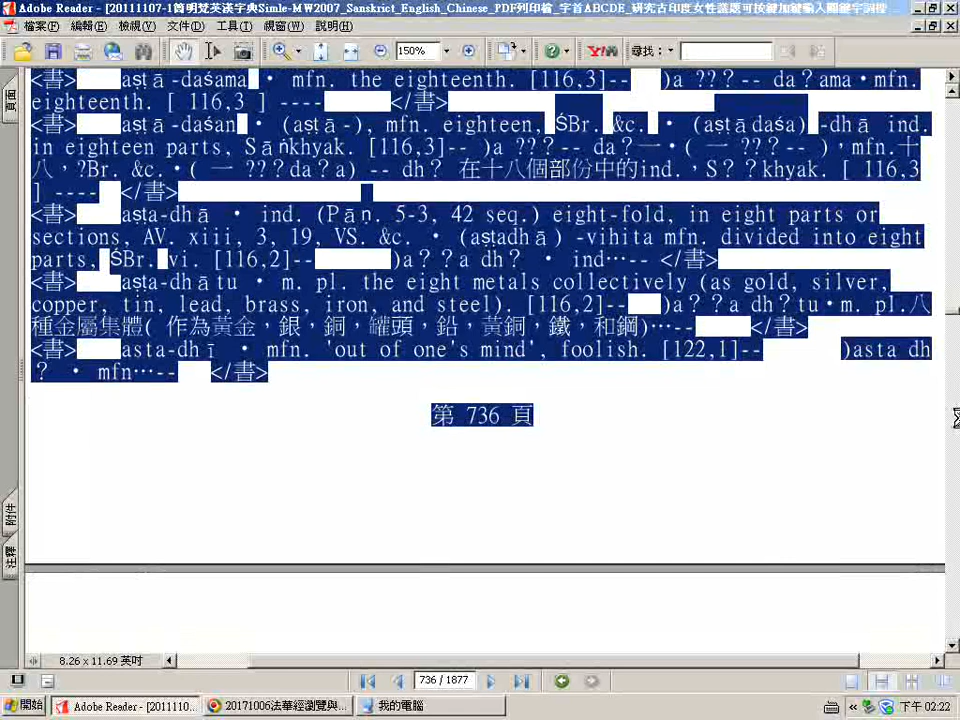 Adobe Reader - [20111107-1簡明梵英漢字典Simle-MW2007_Sanskrict_English_Chinese_PDF列印檔_字首ABCDE_研究古印度女性議題可按鍵加鍵輸入關鍵字詞搜
檔案(F) 編輯(E) 檢視(V) 文件(D) 工具(T) 視窗(W) 說明(H)
150% 尋找：
<書> aṣṭā-daśama • mfn. the eighteenth. [116,3]-- )a ??？-- da？ama‧mfn.
eighteenth. [ 116,3 ] ---- </書>
<書> aṣṭā-daśan • (aṣṭā-), mfn. eighteen, ŚBr. &c. • (aṣṭādaśa) -dhā ind.
in eighteen parts, Sāṅkhyak. [116,3]-- )a ??？-- da？一‧( 一 ??？-- )，mfn.十
八，?Br. &c.‧( 一 ???da？a) -- dh？ 在十八個部份中的ind.，S？？khyak. [ 116,3
] ---- </書>
<書> aṣṭa-dhā • ind. (Pāṇ. 5-3, 42 seq.) eight-fold, in eight parts or
sections, AV. xiii, 3, 19, VS. &c. • (aṣṭadhā) -vihita mfn. divided into eight
parts, ŚBr. vi. [116,2]-- )a？？a dh？ ‧ ind…-- </書>
<書> aṣṭa-dhātu • m. pl. the eight metals collectively (as gold, silver,
copper, tin, lead, brass, iron, and steel). [116,2]-- )a？？a dh？tu‧m. pl.八
種金屬集體( 作為黃金，銀，銅，罐頭，鉛，黃銅，鐵，和鋼)…-- </書>
<書> asta-dhī • mfn. 'out of one's mind', foolish. [122,1]-- )asta dh
？ ‧ mfn…-- </書>
第 736 頁
頁面
附件
注釋
8.26 x 11.69 英吋
736 / 1877
開始 Adobe Reader - [2011110... 20171006法華經瀏覽與... 我的電腦 下午 02:22